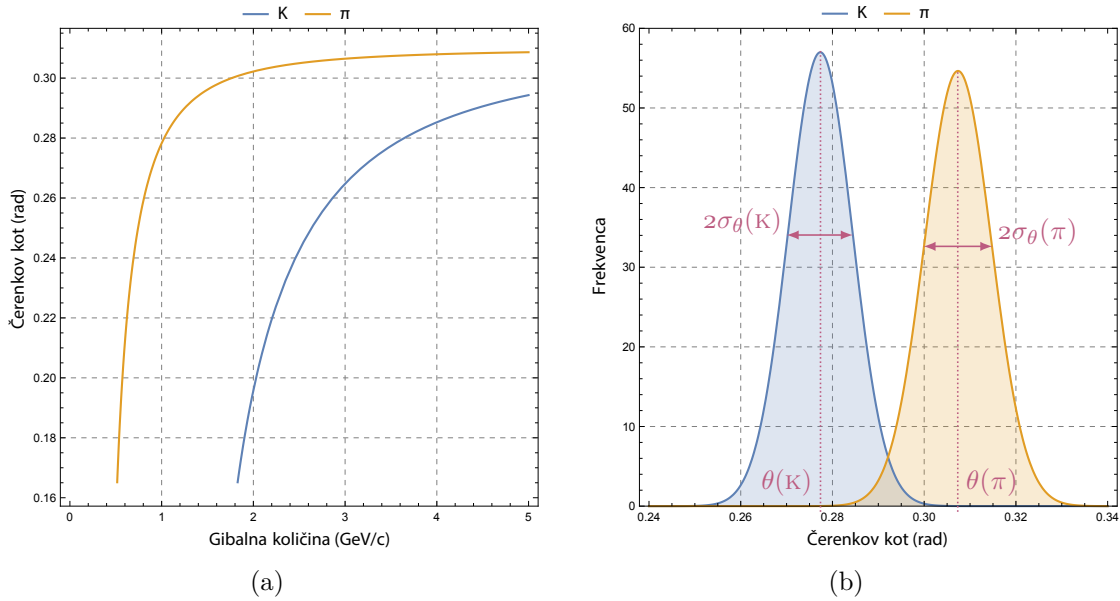 K π
Čerenkov kot (rad)
0.30
0.28
0.26
0.24
0.22
0.20
0.18
0.16
0 1 2 3 4 5
Gibalna količina (GeV/c)
(a)
K π
Frekvenca
60
50
40
30
20
10
0
2σθ(K) 2σθ(π)
θ(K) θ(π)
0.24 0.26 0.28 0.30 0.32 0.34
Čerenkov kot (rad)
(b)